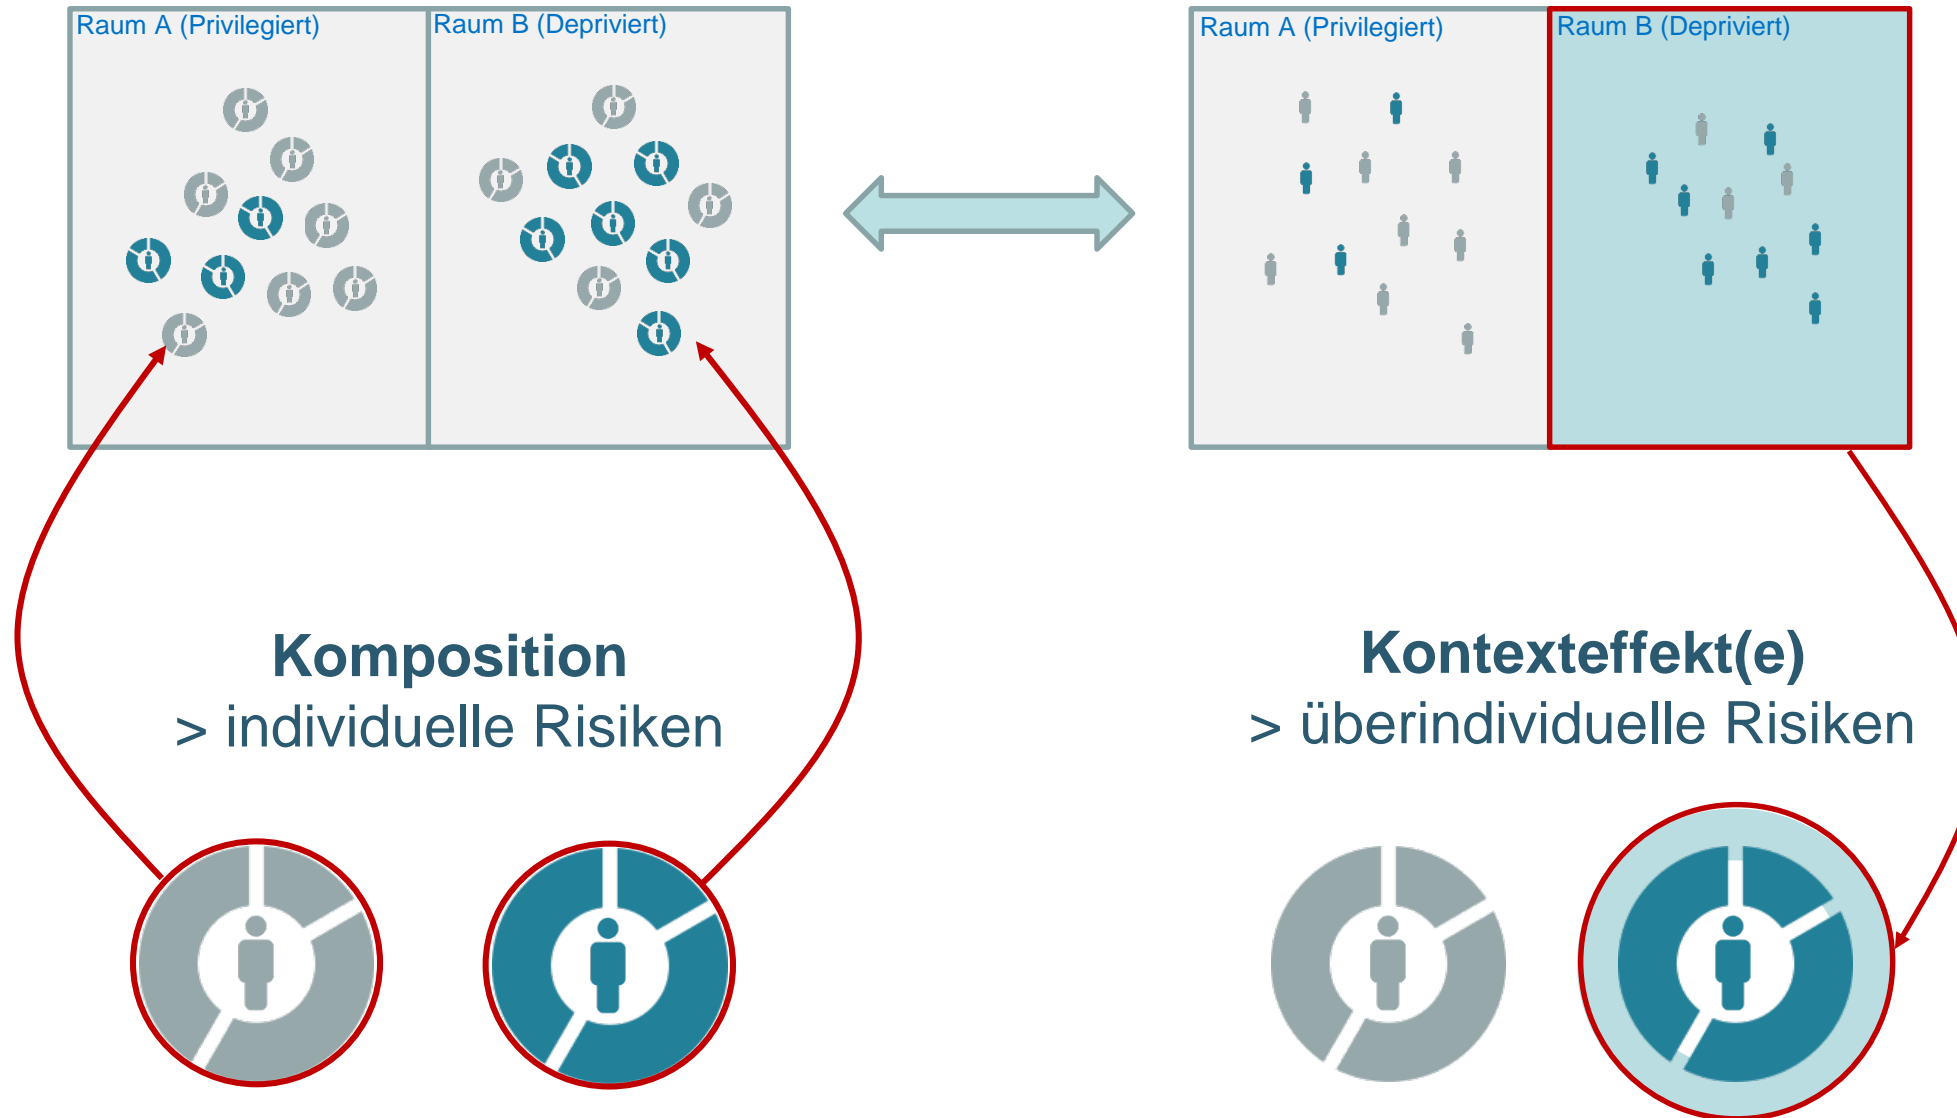 Raum A (Privilegiert)
Raum B (Depriviert)
Raum A (Privilegiert)
Raum B (Depriviert)
Komposition
> individuelle Risiken
Kontexteffekt(e)
> überindividuelle Risiken